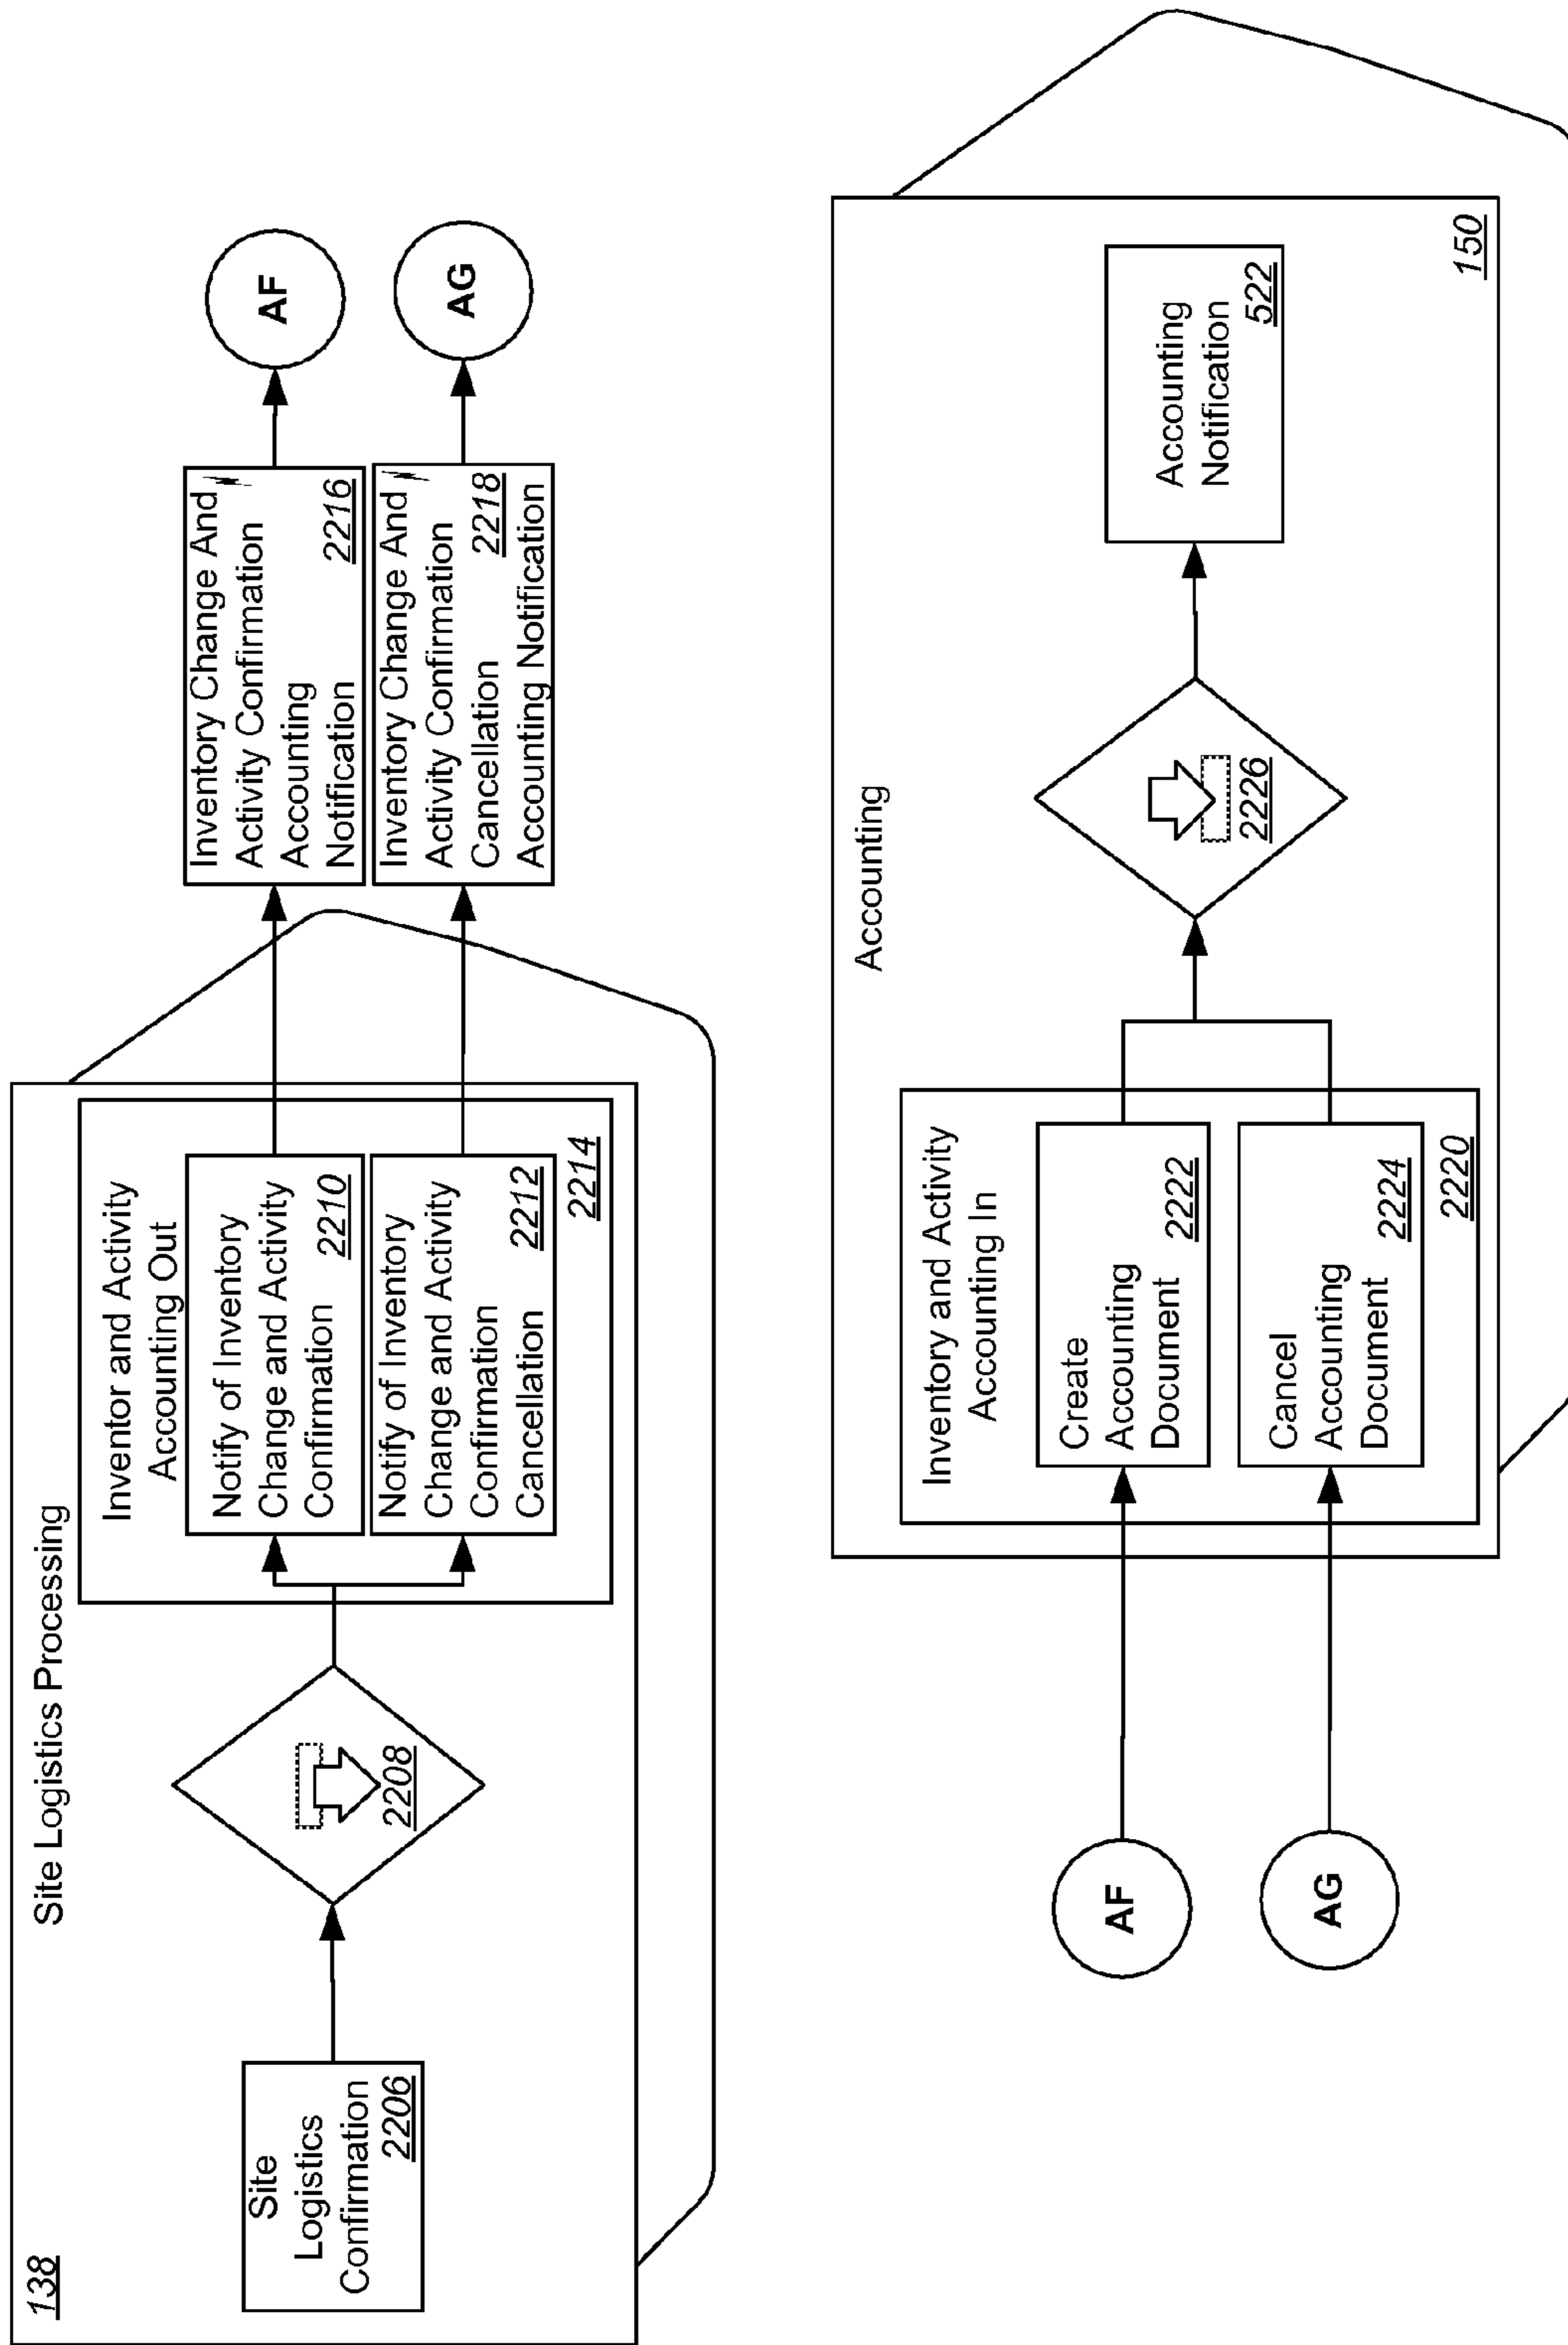 138
Site Logistics Processing
Site
Logistics
Confirmation
2206
2208
Inventor and Activity
Accounting Out
Notify of Inventory
Change and Activity
Confirmation
2210
Notify of Inventory
Change and Activity
Confirmation
Cancellation
2212
2214
Inventory Change And
Activity Confirmation
Accounting
Notification
2216
Inventory Change And
Activity Confirmation
Cancellation
2218
Accounting Notification
AF
AG
AF
AG
Accounting
Inventory and Activity
Accounting In
Create
Accounting
Document
2222
Cancel
Accounting
Document
2224
2220
2226
Accounting
Notification
522
150